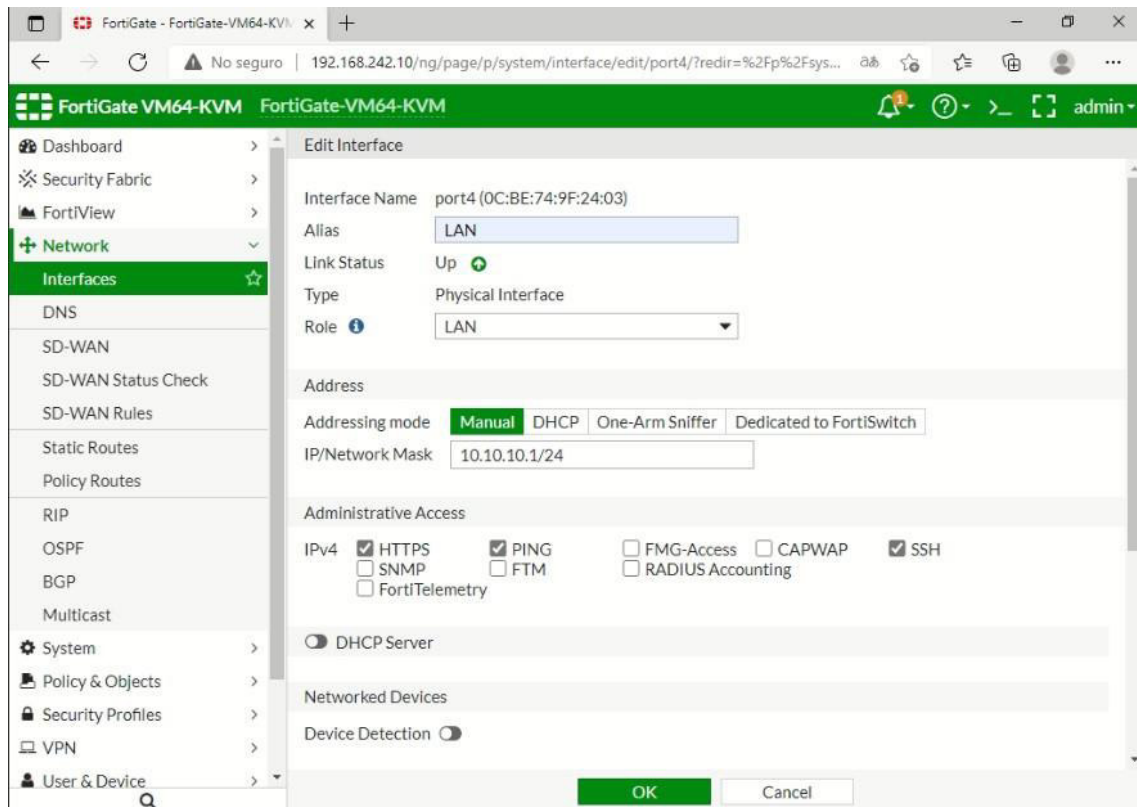 FortiGate - FortiGate-VM64-KVM
No seguro | 192.168.242.10/ng/page/p/system/interface/edit/port4/?redir=%2Fp%2Fsys... aあ
FortiGate VM64-KVM FortiGate-VM64-KVM 1 admin
Dashboard
Security Fabric
FortiView
Network
Interfaces
DNS
SD-WAN
SD-WAN Status Check
SD-WAN Rules
Static Routes
Policy Routes
RIP
OSPF
BGP
Multicast
System
Policy & Objects
Security Profiles
VPN
User & Device
Edit Interface
Interface Name port4 (0C:BE:74:9F:24:03)
Alias LAN
Link Status Up
Type Physical Interface
Role LAN
Address
Addressing mode Manual DHCP One-Arm Sniffer Dedicated to FortiSwitch
IP/Network Mask 10.10.10.1/24
Administrative Access
IPv4 HTTPS PING FMG-Access CAPWAP SSH
SNMP FTM RADIUS Accounting
FortiTelemetry
DHCP Server
Networked Devices
Device Detection
OK Cancel